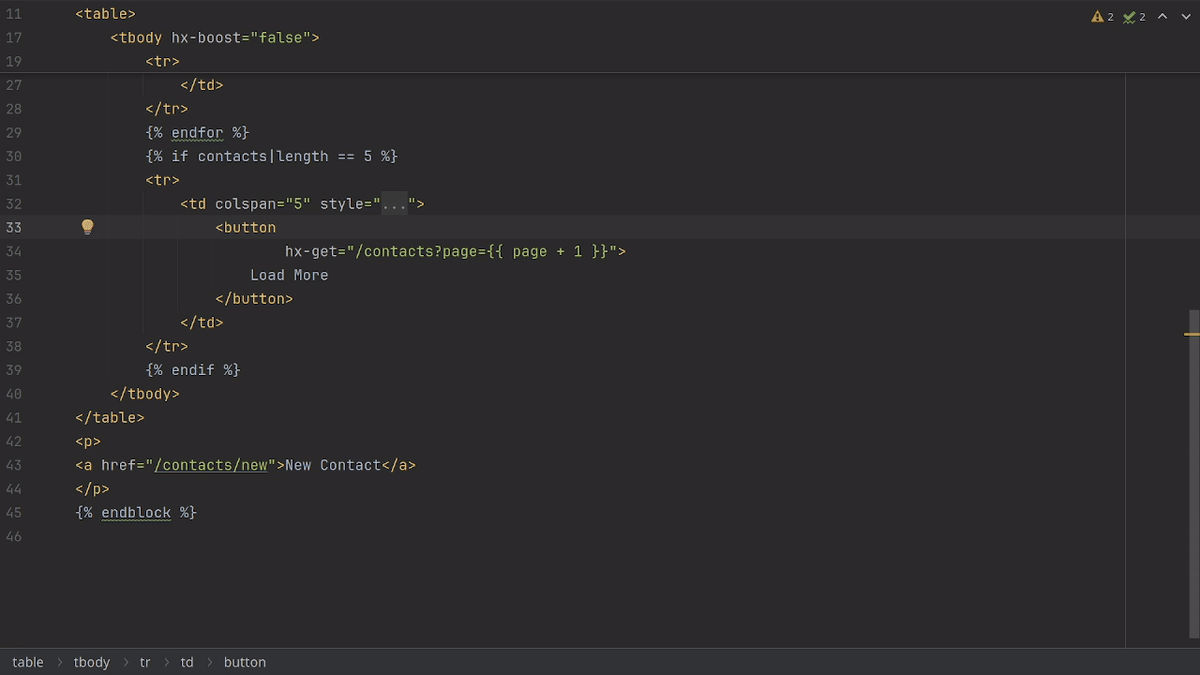 11 <table> 2 2
17 <tbody hx-boost="false">
19 <tr>
27 </td>
28 </tr>
29 {% endfor %}
30 {% if contacts|length == 5 %}
31 <tr>
32 <td colspan="5" style="...">
33 <button
34 hx-get="/contacts?page={{ page + 1 }}">
35 Load More
36 </button>
37 </td>
38 </tr>
39 {% endif %}
40 </tbody>
41 </table>
42 <p>
43 <a href="/contacts/new">New Contact</a>
44 </p>
45 {% endblock %}
46
table > tbody > tr > td > button